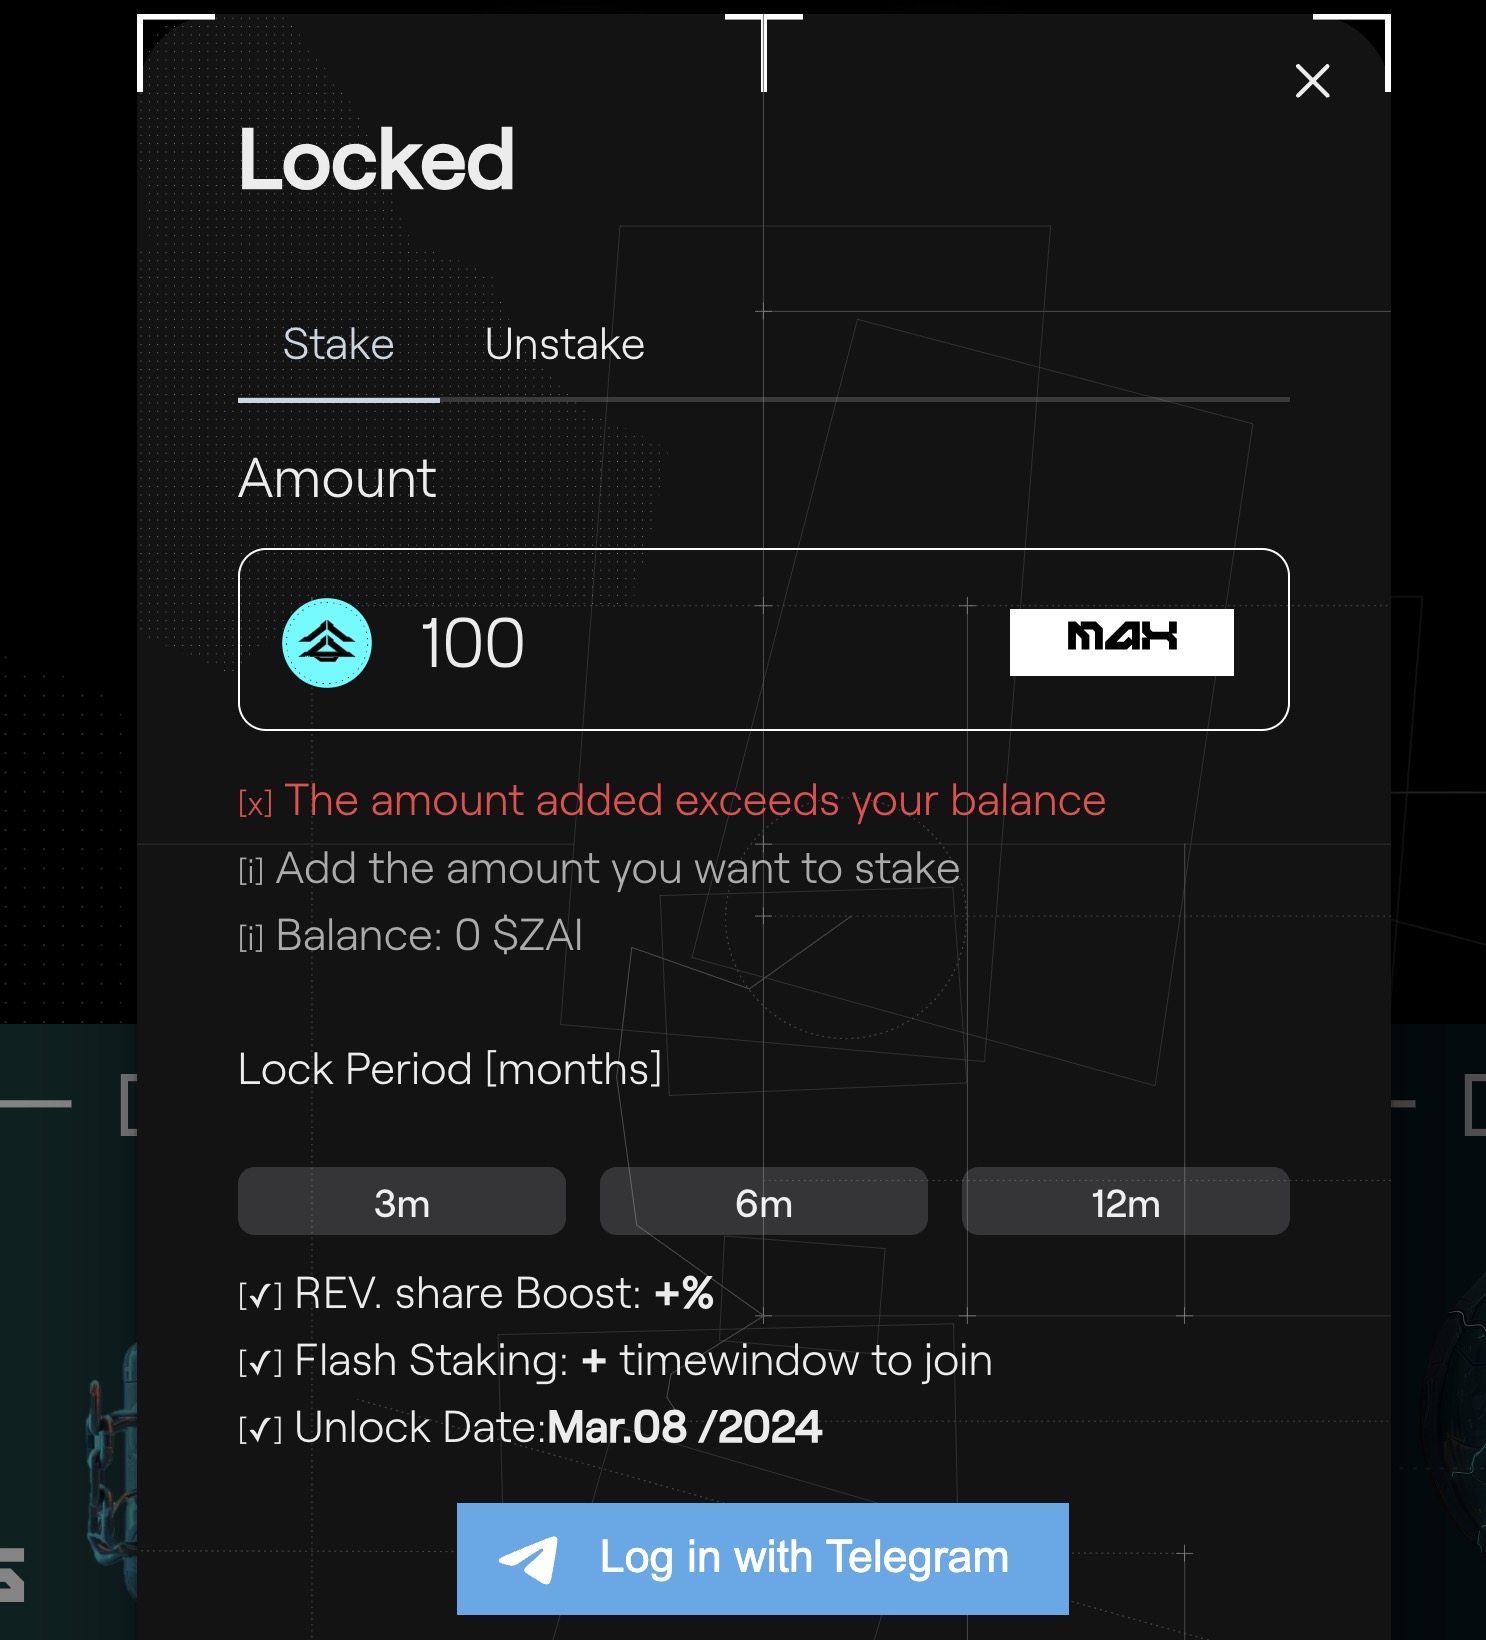 Locked
Stake Unstake
Amount
100 MAX
[x] The amount added exceeds your balance
[i] Add the amount you want to stake
[i] Balance: 0 $ZAI
Lock Period [months]
3m 6m 12m
[✓] REV. share Boost: +%
[✓] Flash Staking: + timewindow to join
[✓] Unlock Date:Mar.08 /2024
Log in with Telegram